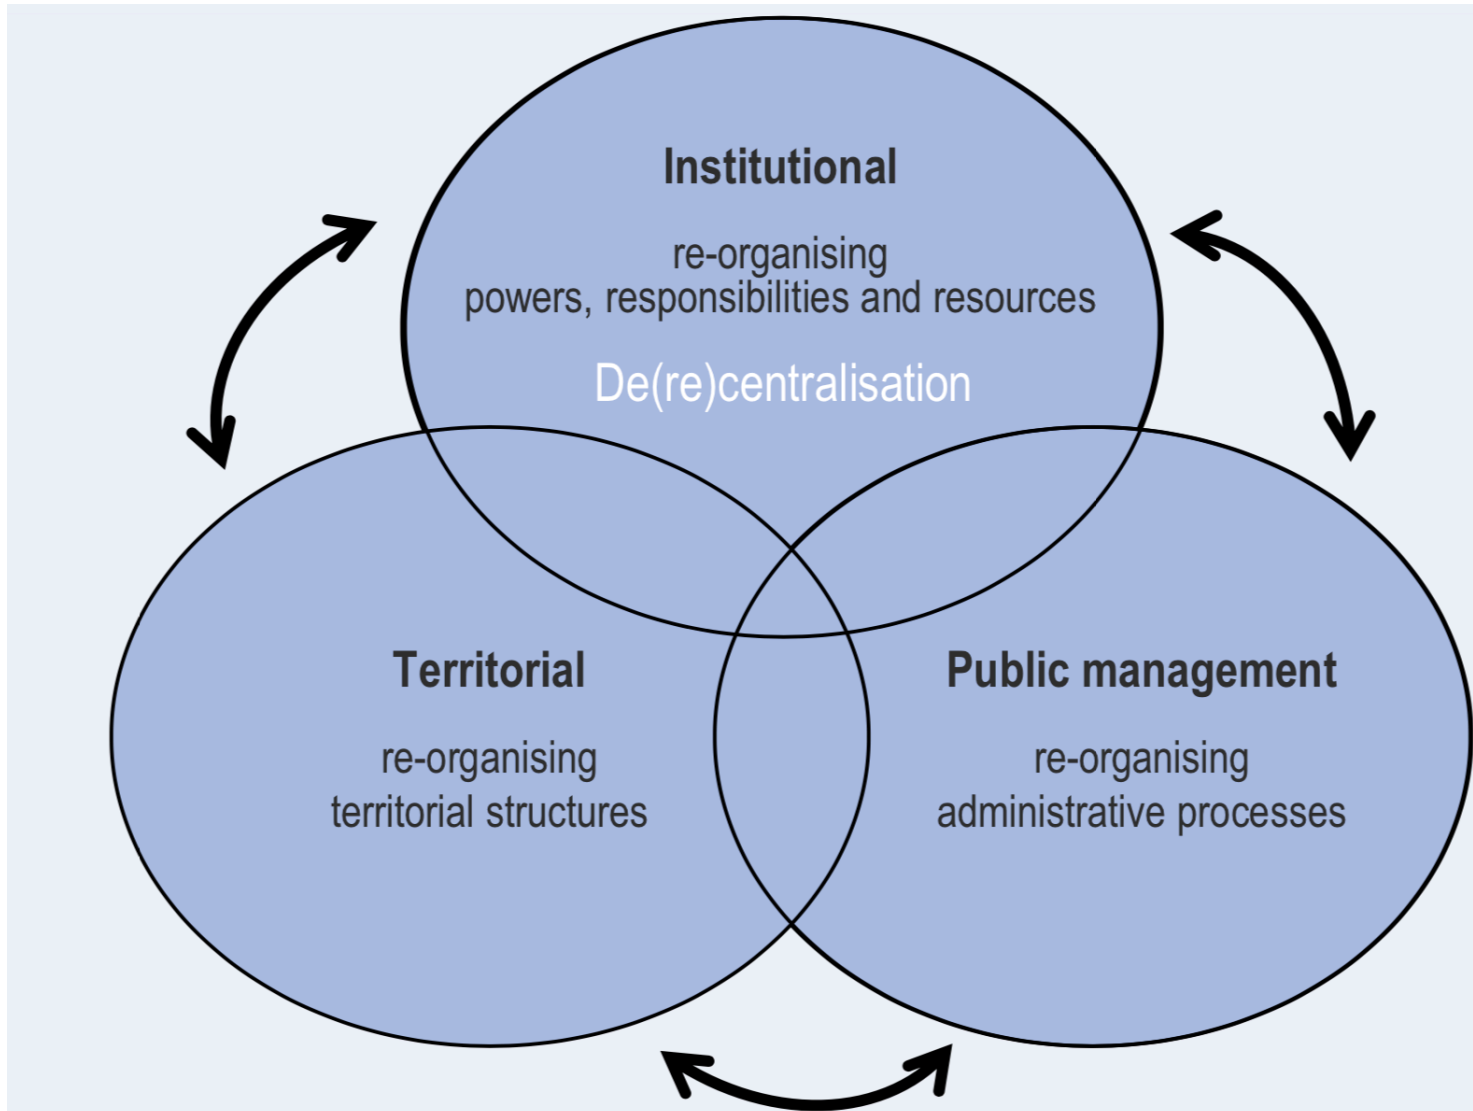 Institutional
re-organising
powers, responsibilities and resources
De(re)centralisation
Territorial
re-organising
territorial structures
Public management
re-organising
administrative processes